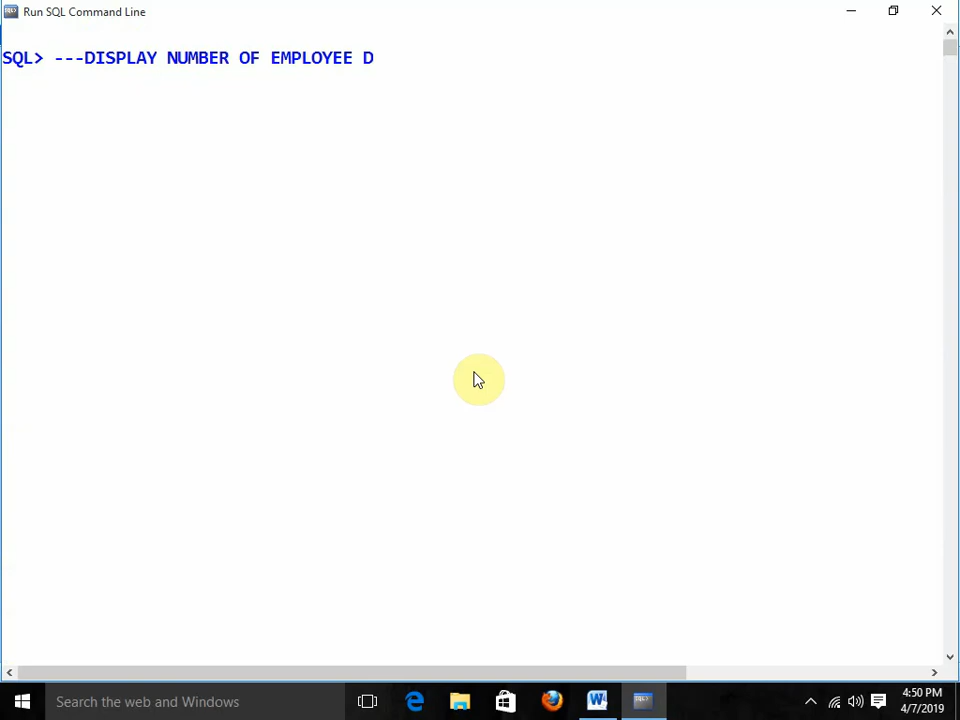 Run SQL Command Line
SQL> ---DISPLAY NUMBER OF EMPLOYEE D
Search the web and Windows
4:50 PM
4/7/2019